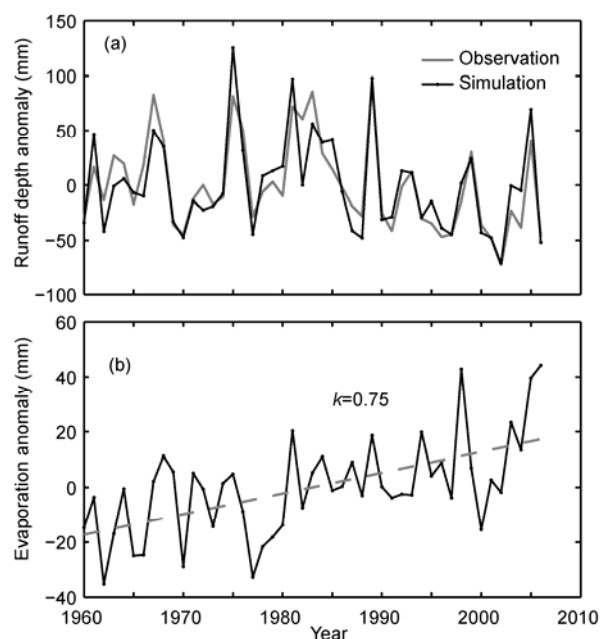 (a)
Observation
Simulation
Runoff depth anomaly (mm)
150
100
50
0
−50
−100
(b)
k=0.75
Evaporation anomaly (mm)
60
40
20
0
−20
−40
1960 1970 1980 1990 2000 2010
Year